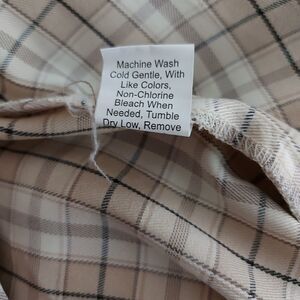 Machine Wash
Cold Gentle, With
Like Colors,
Non-Chlorine
Bleach When
Needed, Tumble
Dry Low, Remove